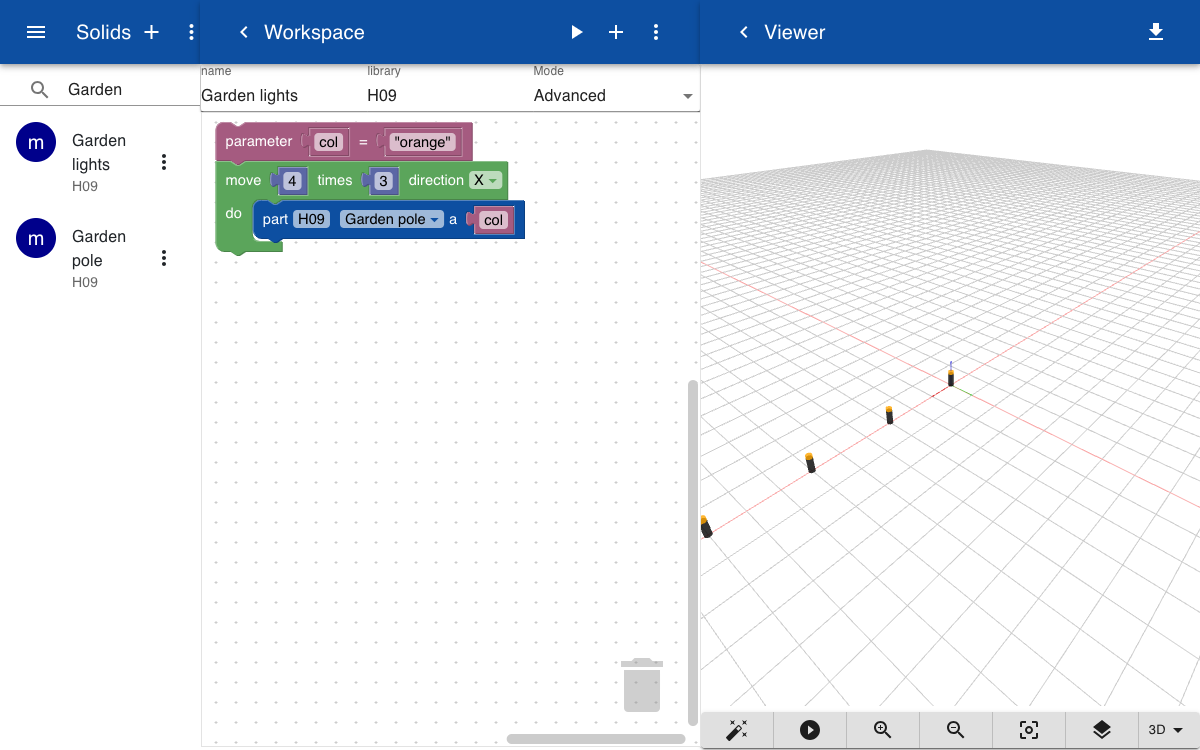 Solids
Workspace
Viewer
Garden
m
Garden
lights
H09
m
Garden
pole
H09
name
library
Mode
Garden lights
H09
Advanced
parameter col = "orange"
move 4 times 3 direction X
do part H09 Garden pole a col
3D